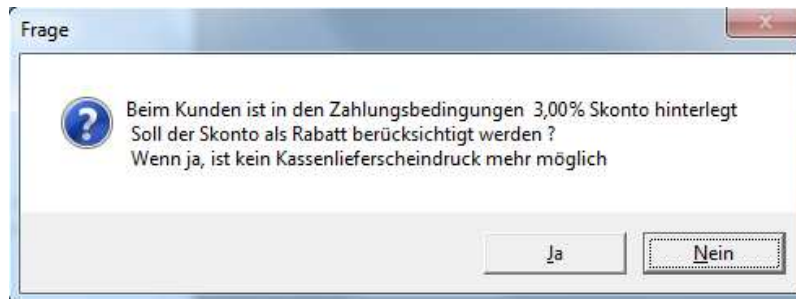 Frage
Beim Kunden ist in den Zahlungsbedingungen 3,00% Skonto hinterlegt
Soll der Skonto als Rabatt berücksichtigt werden ?
Wenn ja, ist kein Kassenlieferscheindruck mehr möglich
Ja
Nein